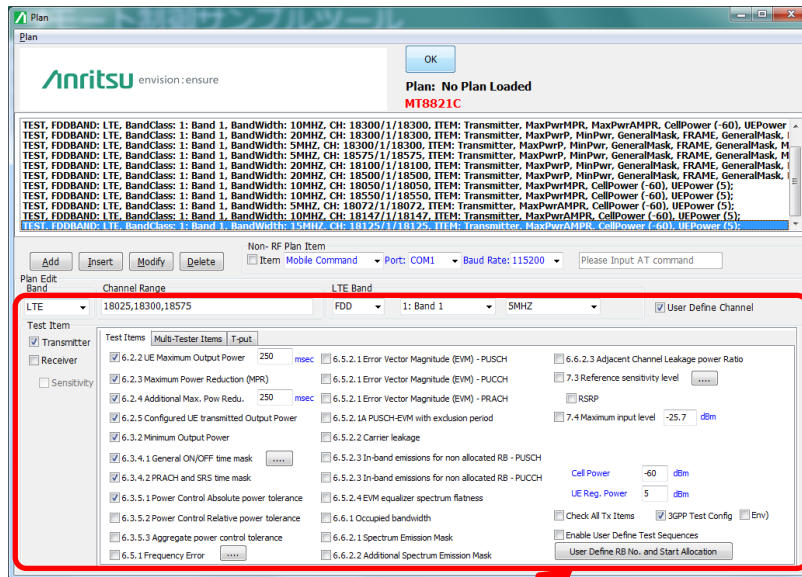 Plan
モート制御サンプルツール
Plan
Anritsu envision : ensure
OK
Plan: No Plan Loaded
MT8821C
TEST, FDDBAND: LTE, BandClass: 1: Band 1, BandWidth: 10MHZ, CH: 18300/1/18300, ITEM: Transmitter, MaxPwrMPR, MaxPwrAMPR, CellPower (-60), UEPower
TEST, FDDBAND: LTE, BandClass: 1: Band 1, BandWidth: 20MHZ, CH: 18300/1/18300, ITEM: Transmitter, MaxPwrP, MinPwr, GeneralMask, FRAME, GeneralMask,
TEST, FDDBAND: LTE, BandClass: 1: Band 1, BandWidth: 5MHZ, CH: 18300/1/18300, ITEM: Transmitter, MaxPwrP, MinPwr, GeneralMask, FRAME, GeneralMask, M
TEST, FDDBAND: LTE, BandClass: 1: Band 1, BandWidth: 5MHZ, CH: 18575/1/18575, ITEM: Transmitter, MaxPwrP, MinPwr, GeneralMask, FRAME, GeneralMask, M
TEST, FDDBAND: LTE, BandClass: 1: Band 1, BandWidth: 20MHZ, CH: 18100/1/18100, ITEM: Transmitter, MaxPwrP, MinPwr, GeneralMask, FRAME, GeneralMask,
TEST, FDDBAND: LTE, BandClass: 1: Band 1, BandWidth: 20MHZ, CH: 18500/1/18500, ITEM: Transmitter, MaxPwrP, MinPwr, GeneralMask, FRAME, GeneralMask,
TEST, FDDBAND: LTE, BandClass: 1: Band 1, BandWidth: 10MHZ, CH: 18050/1/18050, ITEM: Transmitter, MaxPwrMPR, CellPower (-60), UEPower (5);
TEST, FDDBAND: LTE, BandClass: 1: Band 1, BandWidth: 10MHZ, CH: 18550/1/18550, ITEM: Transmitter, MaxPwrMPR, CellPower (-60), UEPower (5);
TEST, FDDBAND: LTE, BandClass: 1: Band 1, BandWidth: 5MHZ, CH: 18072/1/18072, ITEM: Transmitter, MaxPwrAMPR, CellPower (-60), UEPower (5);
TEST, FDDBAND: LTE, BandClass: 1: Band 1, BandWidth: 10MHZ, CH: 18147/1/18147, ITEM: Transmitter, MaxPwrAMPR, CellPower (-60), UEPower (5);
TEST, FDDBAND: LTE, BandClass: 1: Band 1, BandWidth: 15MHZ, CH: 18125/1/18125, ITEM: Transmitter, MaxPwrAMPR, CellPower (-60), UEPower (5);
Add Insert Modify Delete
Non- RF Plan Item
Item Mobile Command Port: COM1 Baud Rate: 115200 Please Input AT command
Plan Edit
Band Channel Range LTE Band
LTE 18025,18300,18575 FDD 1: Band 1 5MHZ User Define Channel
Test Item
Transmitter
Receiver
Sensitivity
Test Items Multi-Tester Items T-put
6.2.2 UE Maximum Output Power 250 msec
6.2.3 Maximum Power Reduction (MPR)
6.2.4 Additional Max. Pow Redu. 250 msec
6.2.5 Configured UE transmitted Output Power
6.3.2 Minimum Output Power
6.3.4.1 General ON/OFF time mask ....
6.3.4.2 PRACH and SRS time mask
6.3.5.1 Power Control Absolute power tolerance
6.3.5.2 Power Control Relative power tolerance
6.3.5.3 Aggregate power control tolerance
6.5.1 Frequency Error ....
6.5.2.1 Error Vector Magnitude (EVM) - PUSCH
6.5.2.1 Error Vector Magnitude (EVM) - PUCCH
6.5.2.1 Error Vector Magnitude (EVM) - PRACH
6.5.2.1A PUSCH-EVM with exclusion period
6.5.2.2 Carrier leakage
6.5.2.3 In-band emissions for non allocated RB - PUSCH
6.5.2.3 In-band emissions for non allocated RB - PUCCH
6.5.2.4 EVM equalizer spectrum flatness
6.6.1 Occupied bandwidth
6.6.2.1 Spectrum Emission Mask
6.6.2.2 Additional Spectrum Emission Mask
6.6.2.3 Adjacent Channel Leakage power Ratio
7.3 Reference sensitivity level ....
RSRP
7.4 Maximum input level -25.7 dBm
Cell Power -60 dBm
UE Reg. Power 5 dBm
Check All Tx Items 3GPP Test Config Env)
Enable User Define Test Sequences
User Define RB No. and Start Allocation